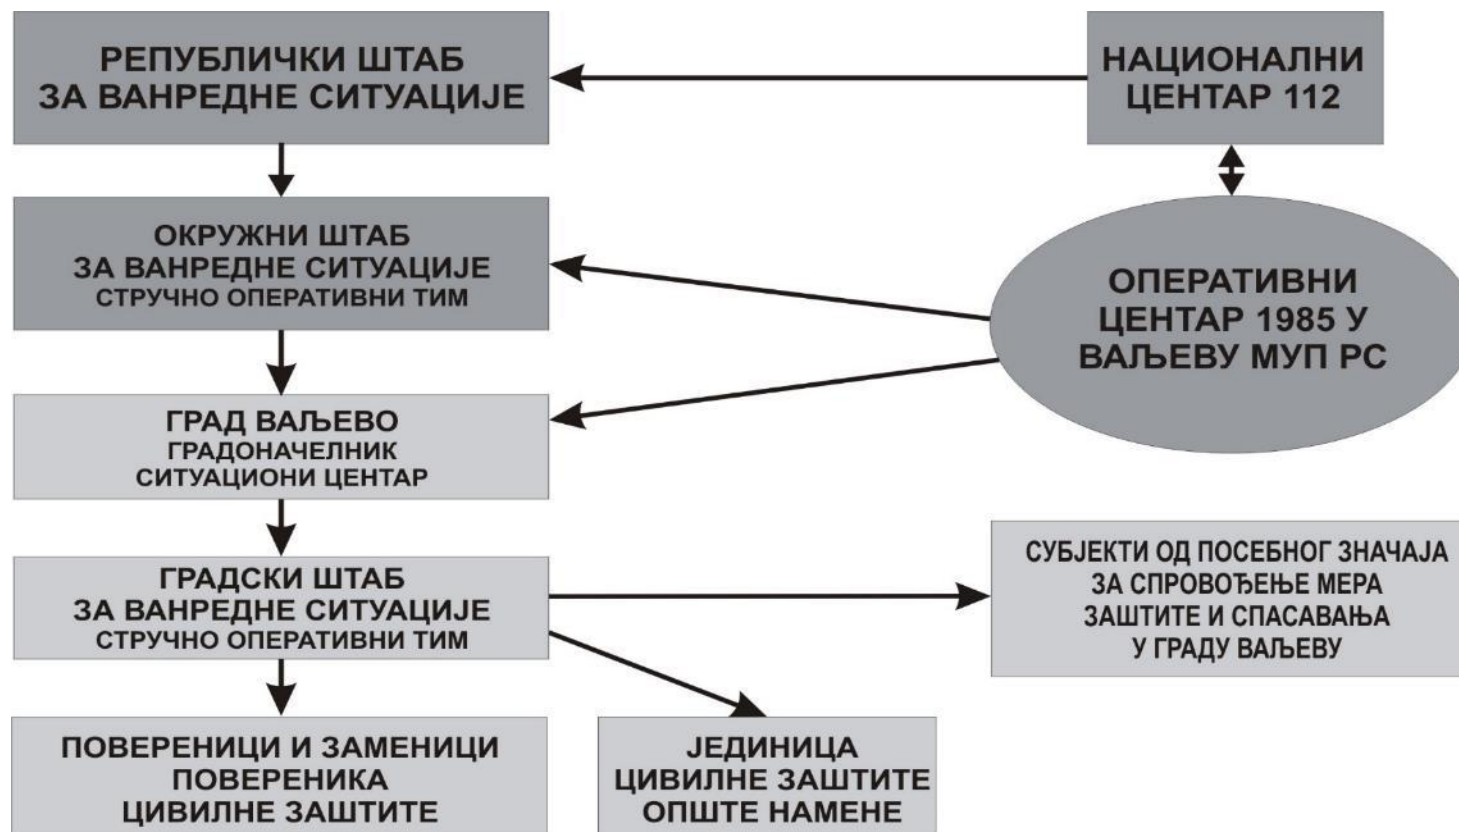 РЕПУБЛИЧКИ ШТАБ
ЗА ВАНРЕДНЕ СИТУАЦИЈЕ
НАЦИОНАЛНИ
ЦЕНТАР 112
ОКРУЖНИ ШТАБ
ЗА ВАНРЕДНЕ СИТУАЦИЈЕ
СТРУЧНО ОПЕРАТИВНИ ТИМ
ОПЕРАТИВНИ
ЦЕНТАР 1985 У
ВАЉЕВУ МУП РС
ГРАД ВАЉЕВО
ГРАДОНАЧЕЛНИК
СИТУАЦИОНИ ЦЕНТАР
ГРАДСКИ ШТАБ
ЗА ВАНРЕДНЕ СИТУАЦИЈЕ
СТРУЧНО ОПЕРАТИВНИ ТИМ
СУБЈЕКТИ ОД ПОСЕБНОГ ЗНАЧАЈА
ЗА СПРОВОЂЕЊЕ МЕРА
ЗАШТИТЕ И СПАСАВАЊА
У ГРАДУ ВАЉЕВУ
ПОВЕРЕНИЦИ И ЗАМЕНИЦИ
ПОВЕРЕНИКА
ЦИВИЛНЕ ЗАШТИТЕ
ЈЕДИНИЦА
ЦИВИЛНЕ ЗАШТИТЕ
ОПШТЕ НАМЕНЕ